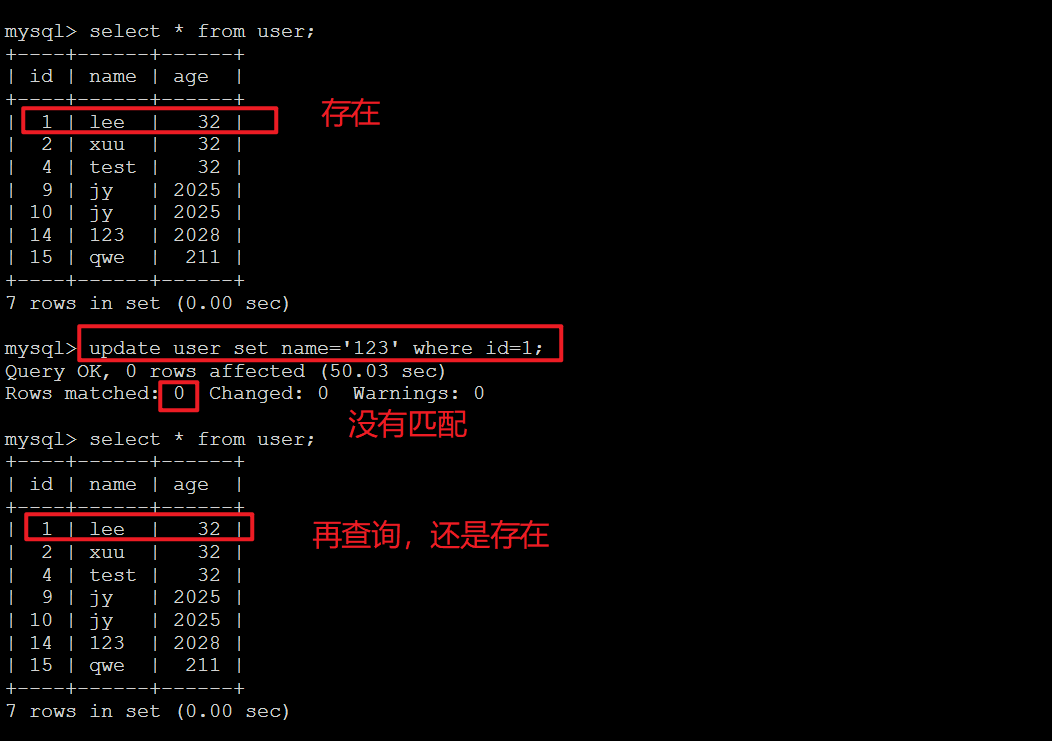 mysql> select * from user;
+----+------+------+
| id | name | age  |
+----+------+------+
|  1 | lee  |   32 | 存在
|  2 | xuu  |   32 |
|  4 | test |   32 |
|  9 | jy   | 2025 |
| 10 | jy   | 2025 |
| 14 | 123  | 2028 |
| 15 | qwe  |  211 |
+----+------+------+
7 rows in set (0.00 sec)
mysql> update user set name='123' where id=1;
Query OK, 0 rows affected (50.03 sec)
Rows matched: 0  Changed: 0  Warnings: 0
没有匹配
mysql> select * from user;
+----+------+------+
| id | name | age  |
+----+------+------+
|  1 | lee  |   32 | 再查询，还是存在
|  2 | xuu  |   32 |
|  4 | test |   32 |
|  9 | jy   | 2025 |
| 10 | jy   | 2025 |
| 14 | 123  | 2028 |
| 15 | qwe  |  211 |
+----+------+------+
7 rows in set (0.00 sec)